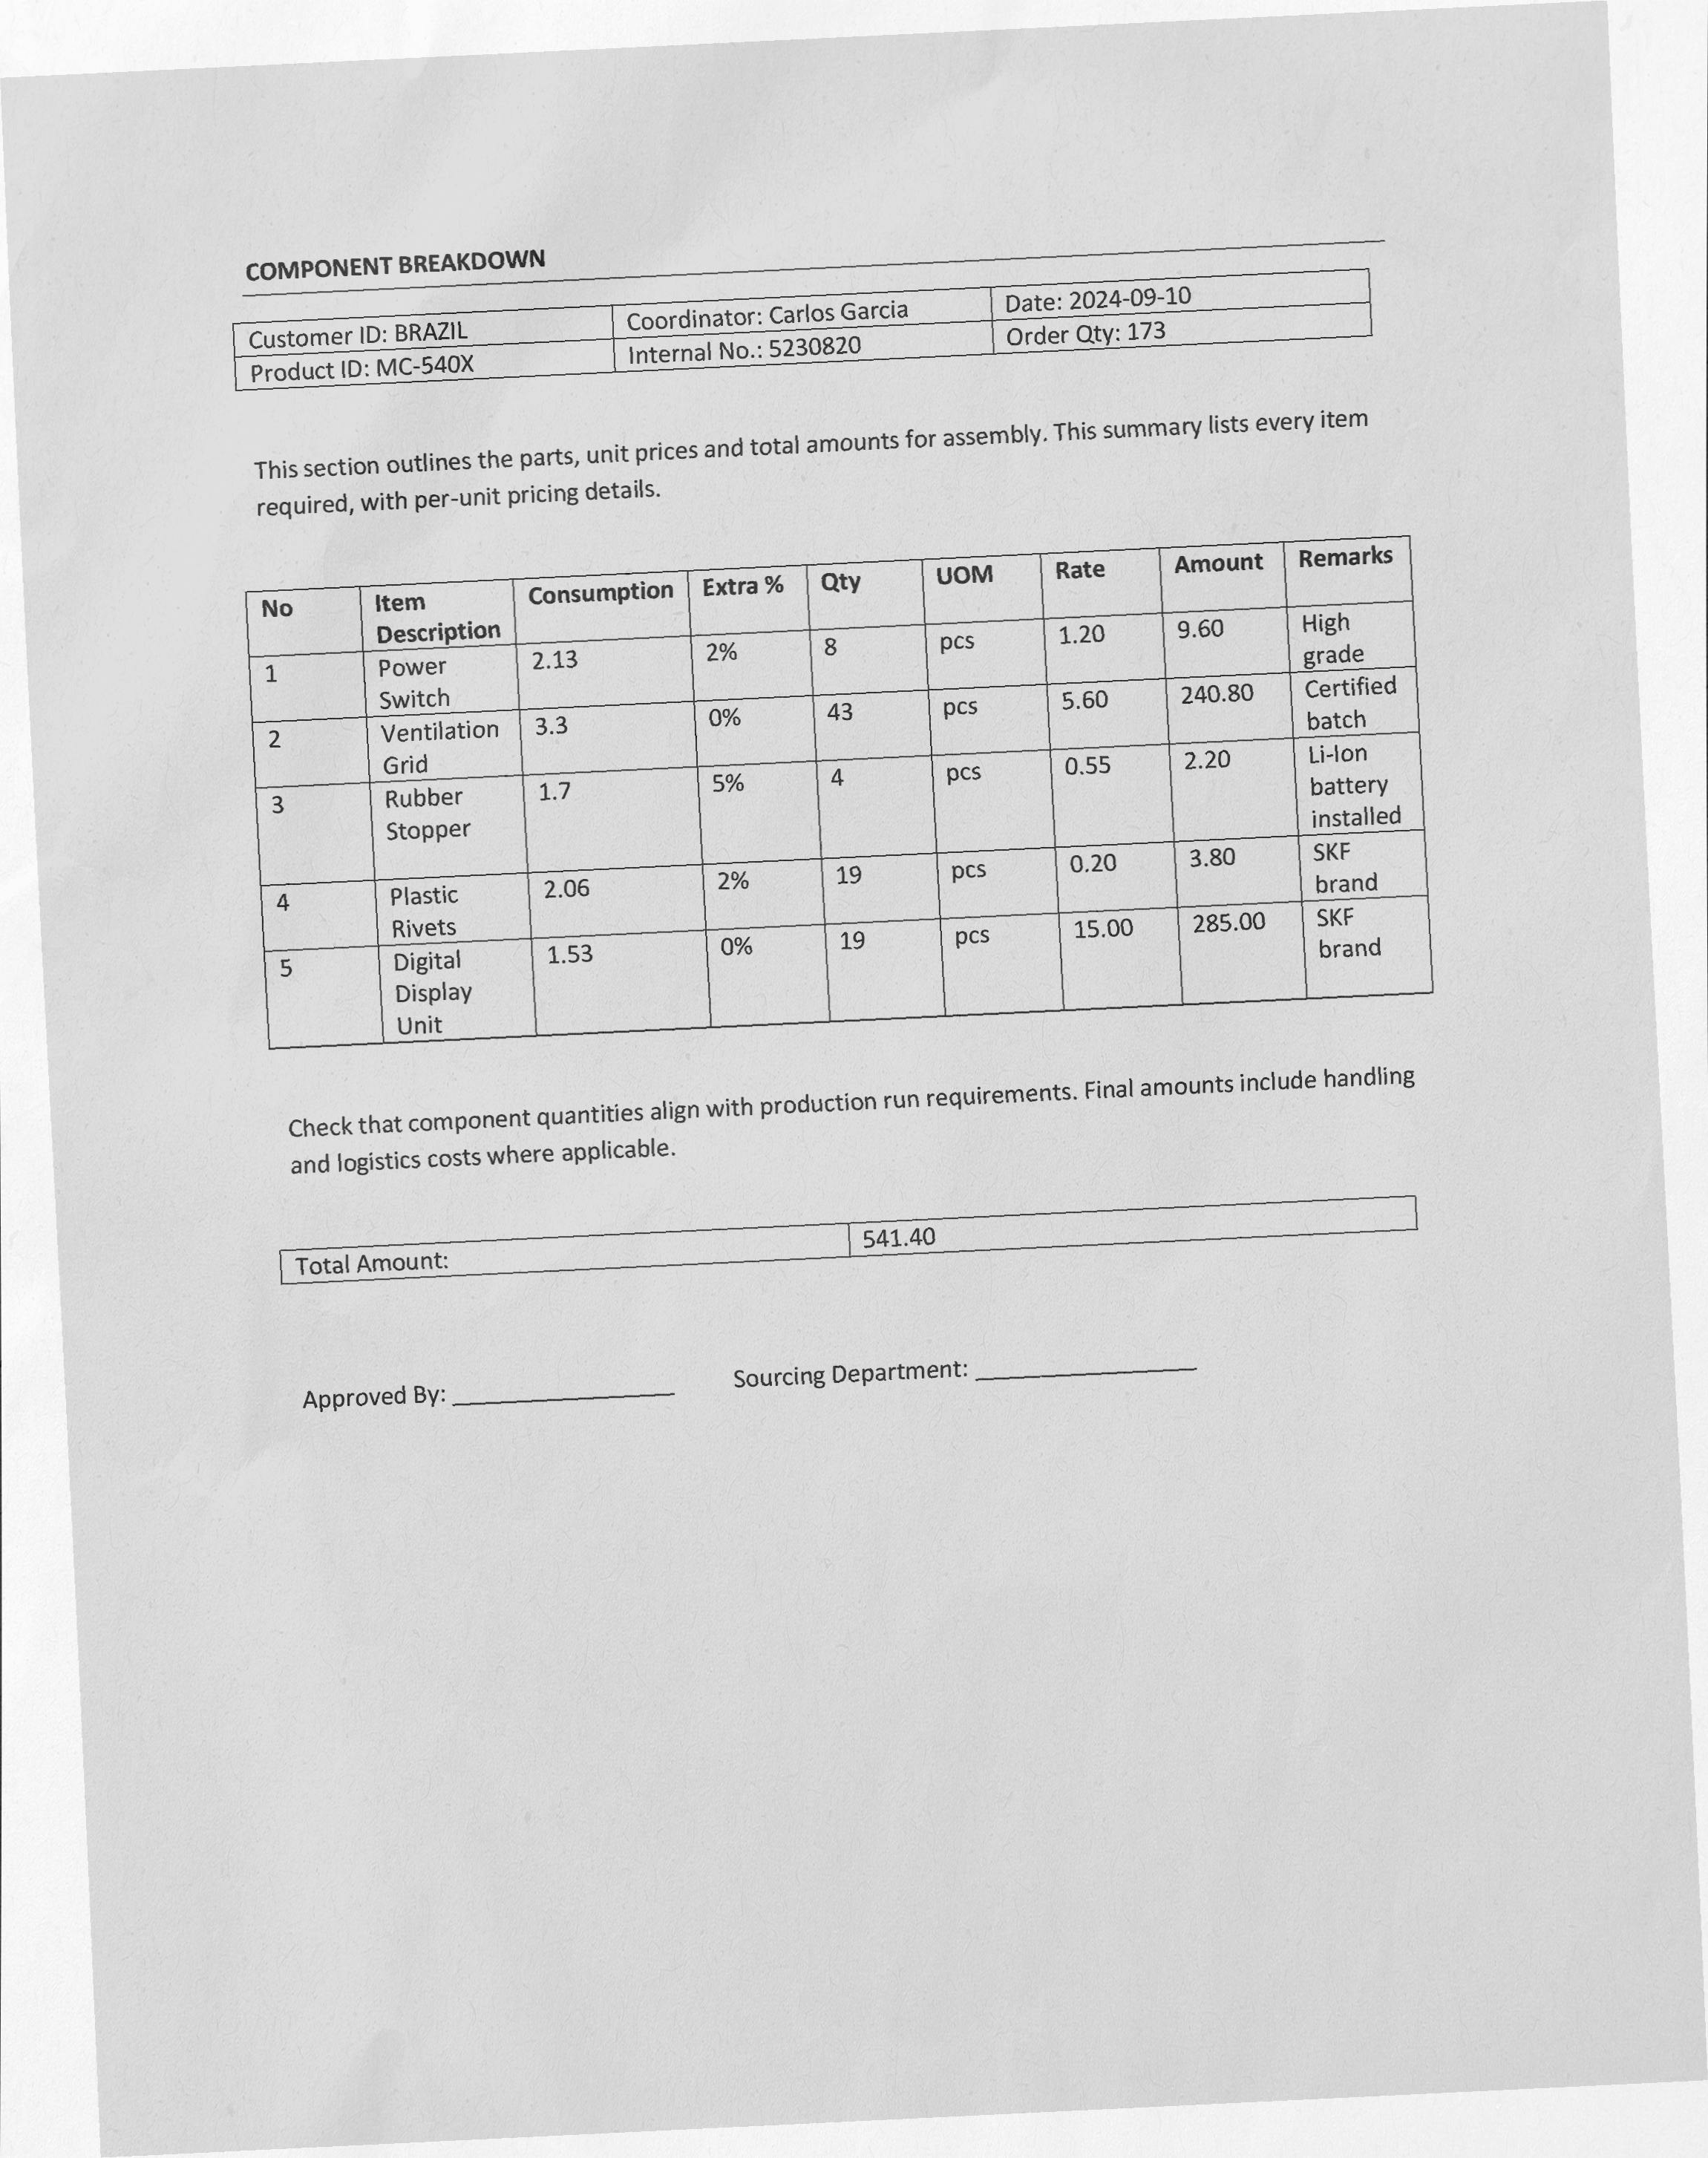 COMPONENT BREAKDOWN
Customer ID: BRAZIL Coordinator: Carlos Garcia Date: 2024-09-10
Product ID: MC-540X Internal No.: 5230820 Order Qty: 173
This section outlines the parts, unit prices and total amounts for assembly. This summary lists every item
required, with per-unit pricing details.
No Item Description Consumption Extra % Qty UOM Rate Amount Remarks
1 Power Switch 2.13 2% 8 pcs 1.20 9.60 High grade
2 Ventilation Grid 3.3 0% 43 pcs 5.60 240.80 Certified batch
3 Rubber Stopper 1.7 5% 4 pcs 0.55 2.20 Li-Ion battery installed
4 Plastic Rivets 2.06 2% 19 pcs 0.20 3.80 SKF brand
5 Digital Display Unit 1.53 0% 19 pcs 15.00 285.00 SKF brand
Check that component quantities align with production run requirements. Final amounts include handling
and logistics costs where applicable.
Total Amount: 541.40
Approved By: ________________ Sourcing Department: ________________